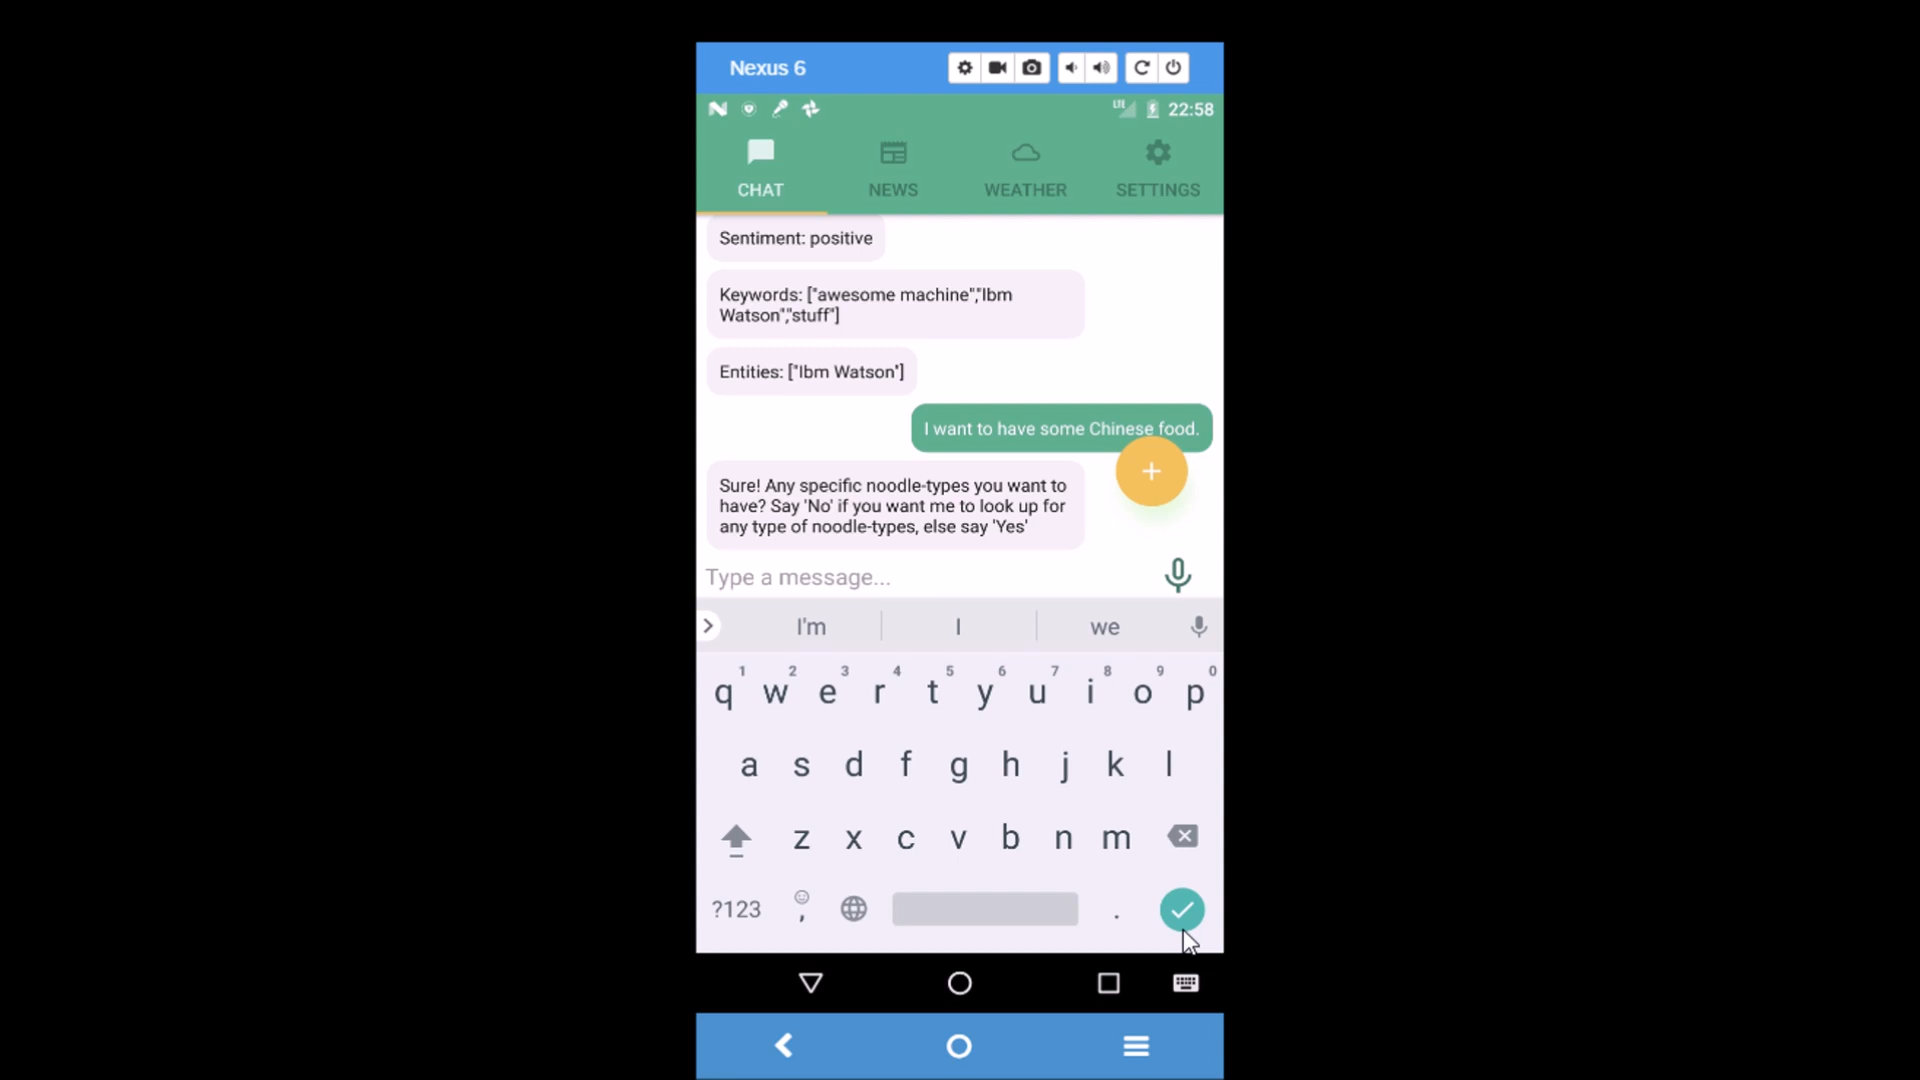 Nexus 6
LTE
22:58
CHAT
NEWS
WEATHER
SETTINGS
Sentiment: positive
Keywords: ["awesome machine","Ibm
Watson","stuff"]
Entities: ["Ibm Watson"]
I want to have some Chinese food.
Sure! Any specific noodle-types you want to
have? Say 'No' if you want me to look up for
any type of noodle-types, else say 'Yes'
Type a message...
I'm I we
1 2 3 4 5 6 7 8 9 0
q w e r t y u i o p
a s d f g h j k l
z x c v b n m
?123 , .